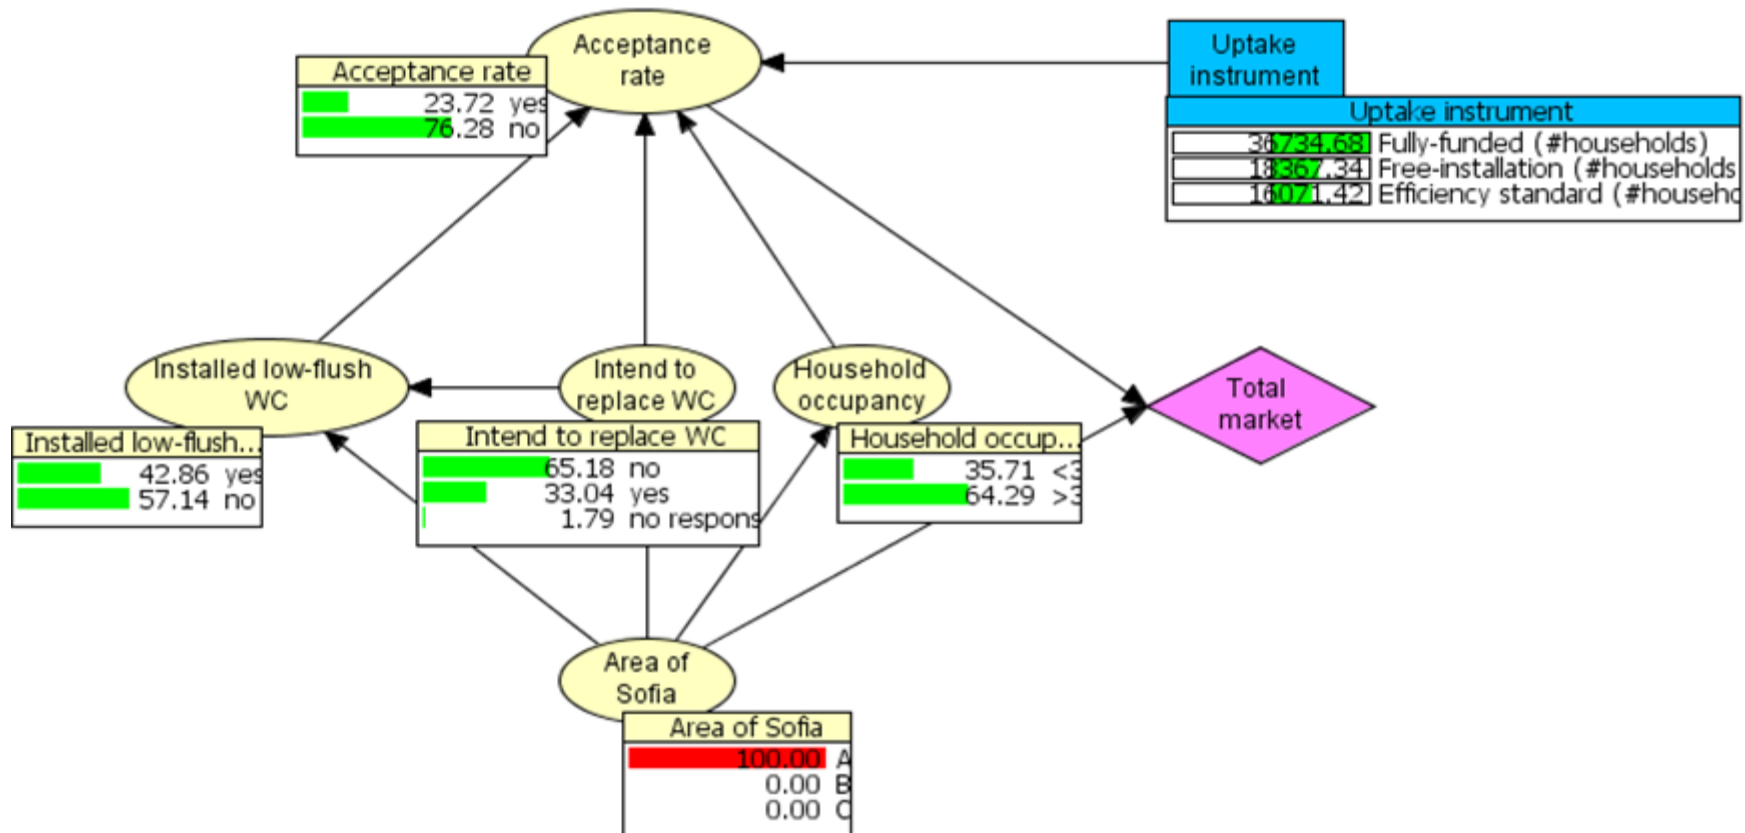 Acceptance
rate
Uptake
instrument
Acceptance rate
23.72 yes
76.28 no
Uptake instrument
36734.68 Fully-funded (#households)
18367.34 Free-installation (#households
16071.42 Efficiency standard (#househo
Installed low-flush
WC
Intend to
replace WC
Household
occupancy
Total
market
Installed low-flush...
42.86 yes
57.14 no
Intend to replace WC
65.18 no
33.04 yes
1.79 no respons
Household occup...
35.71 <3
64.29 >3
Area of
Sofia
Area of Sofia
100.00 A
0.00 B
0.00 C